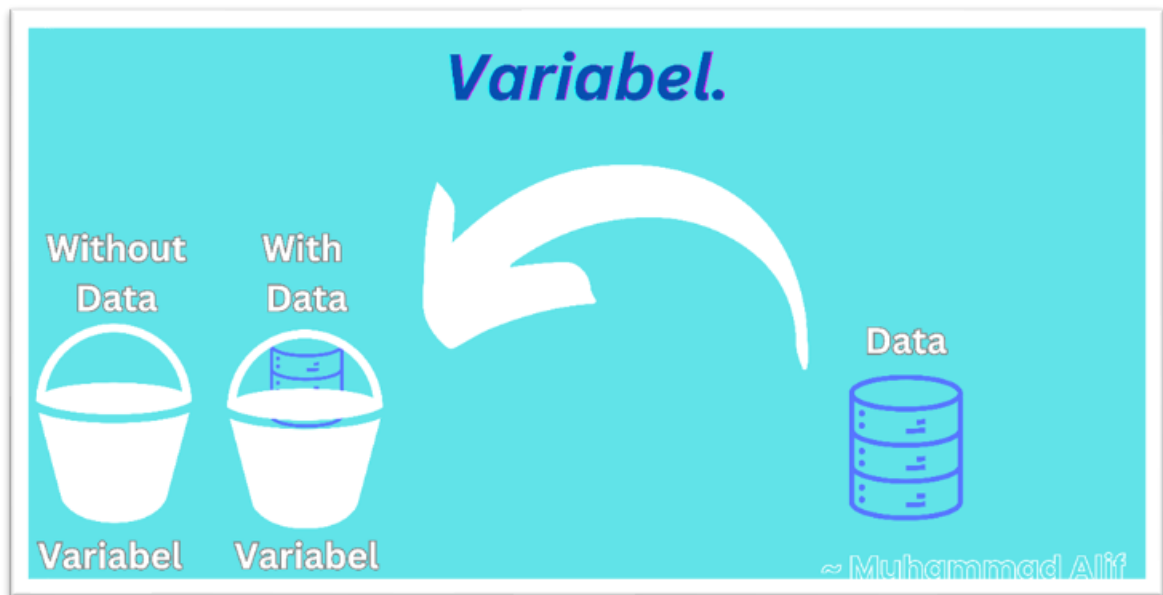 Variabel.
Without
Data
With
Data
Data
Variabel
Variabel
~ Muhammad Alif